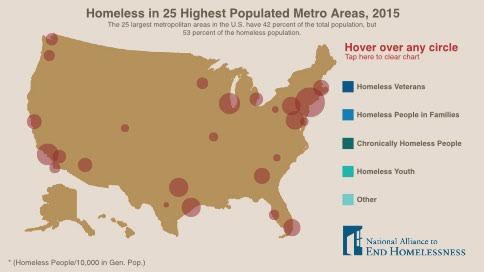 Homeless in 25 Highest Populated Metro Areas, 2015
The 25 largest metropolitan areas in the U.S. have 42 percent of the total population, but
53 percent of the homeless population.
Hover over any circle
Tap here to clear chart
Homeless Veterans
Homeless People in Families
Chronically Homeless People
Homeless Youth
Other
National Alliance to
END HOMELESSNESS
* (Homeless People/10,000 in Gen. Pop.)